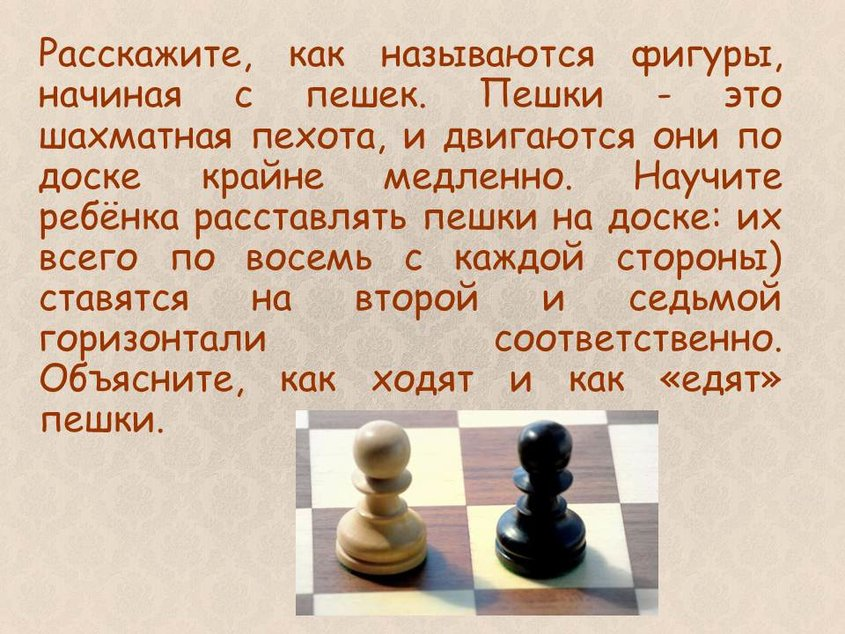 Расскажите, как называются фигуры,
начиная с пешек. Пешки - это
шахматная пехота, и двигаются они по
доске крайне медленно. Научите
ребёнка расставлять пешки на доске: их
всего по восемь с каждой стороны)
ставятся на второй и седьмой
горизонтали соответственно.
Объясните, как ходят и как «едят»
пешки.